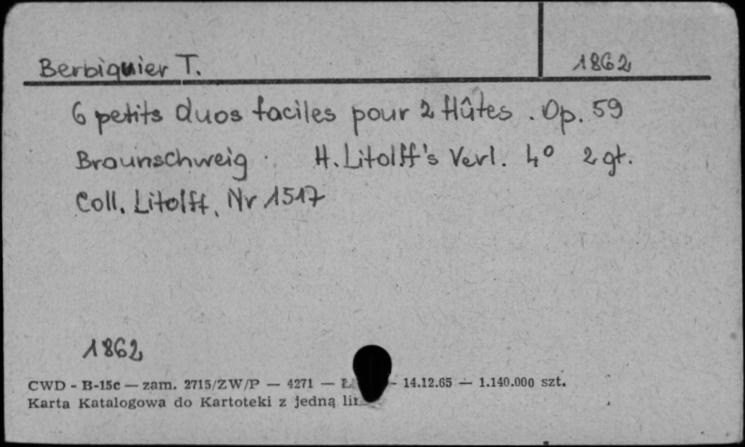 Berbiguier T.
1862
6 petits duos faciles pour 2 flûtes. Op. 59
Braunschweig H. Litolff's Verl. 4° 2 gł.
Coll. Litolff, Nr 1517
1862
CWD - B-15c — zam. 2715/ZW/P — 4271 — 14.12.65 — 1.140.000 szt.
Karta Katalogowa do Kartoteki z jedną